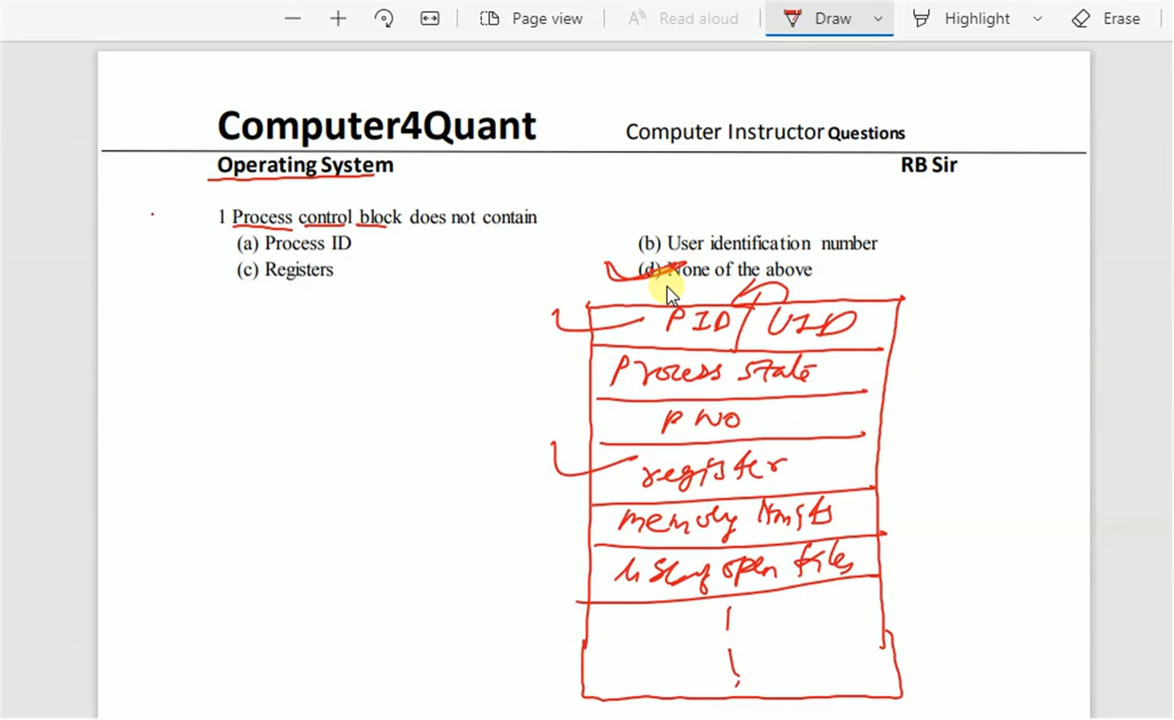 Page view Read aloud Draw Highlight Erase
Computer4Quant Computer Instructor Questions
Operating System RB Sir
1 Process control block does not contain
(a) Process ID (b) User identification number
(c) Registers (d) None of the above
PID / UID
Process state
P NO
register
memory limits
list of open files